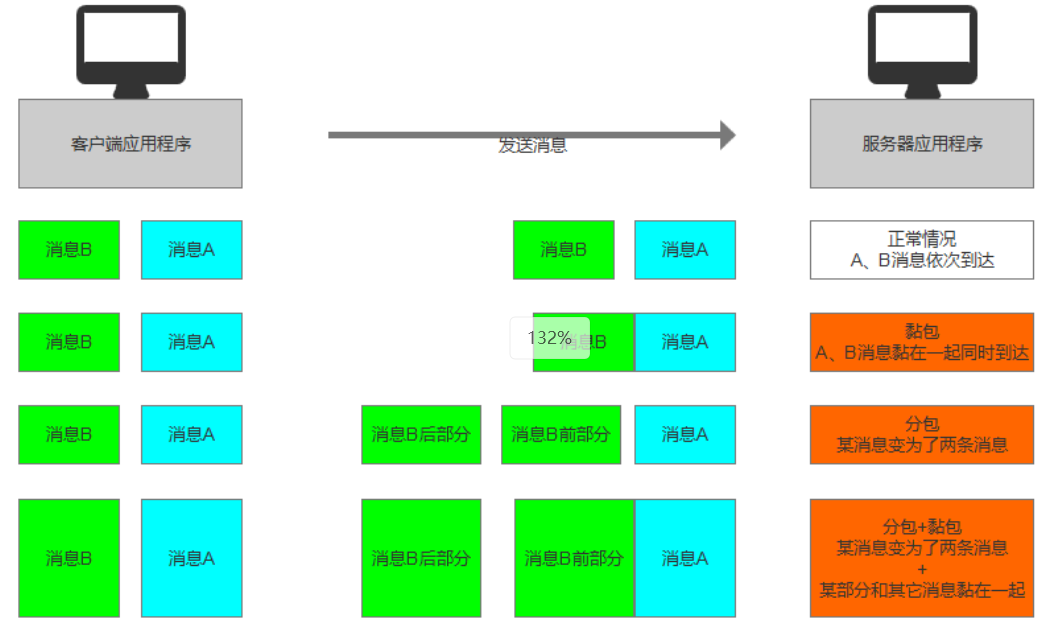 客户端应用程序
发送消息
服务器应用程序
消息B
消息A
消息B
消息A
正常情况
A、B消息依次到达
消息B
消息A
132%
消息B
消息A
黏包
A、B消息黏在一起同时到达
消息B
消息A
消息B后部分
消息B前部分
消息A
分包
某消息变为了两条消息
消息B
消息A
消息B后部分
消息B前部分
消息A
分包+黏包
某消息变为了两条消息
+
某部分和其它消息黏在一起